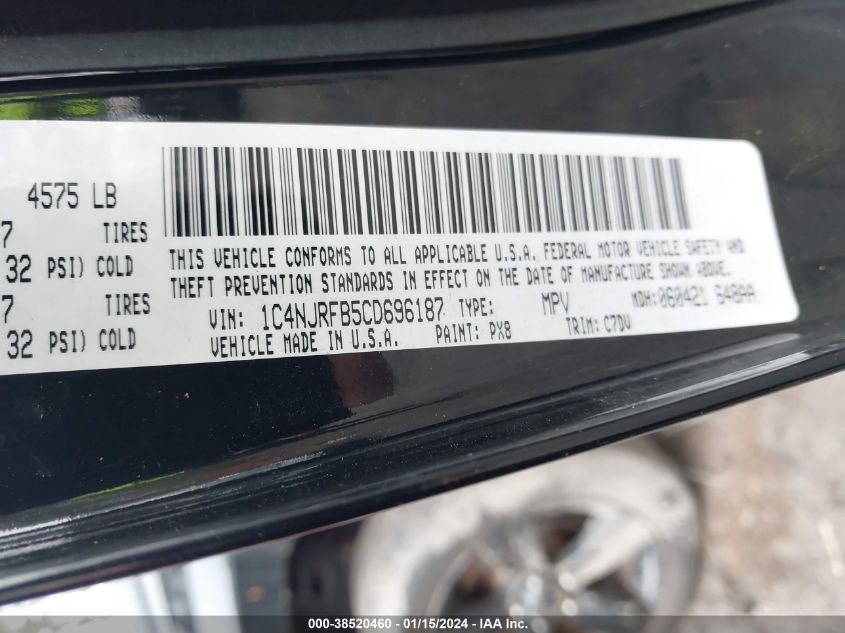 4575 LB
7 TIRES
32 PSI) COLD
7 TIRES
32 PSI) COLD
THIS VEHICLE CONFORMS TO ALL APPLICABLE U.S.A. FEDERAL MOTOR VEHICLE SAFETY AND
THEFT PREVENTION STANDARDS IN EFFECT ON THE DATE OF MANUFACTURE SHOWN ABOVE.
VIN: 1C4NJRFB5CD696187 TYPE: MPV MDH: 060421 648AA
VEHICLE MADE IN U.S.A. PAINT: PX8 TRIM: C7DV
000-38520460 - 01/15/2024 - IAA, Inc.